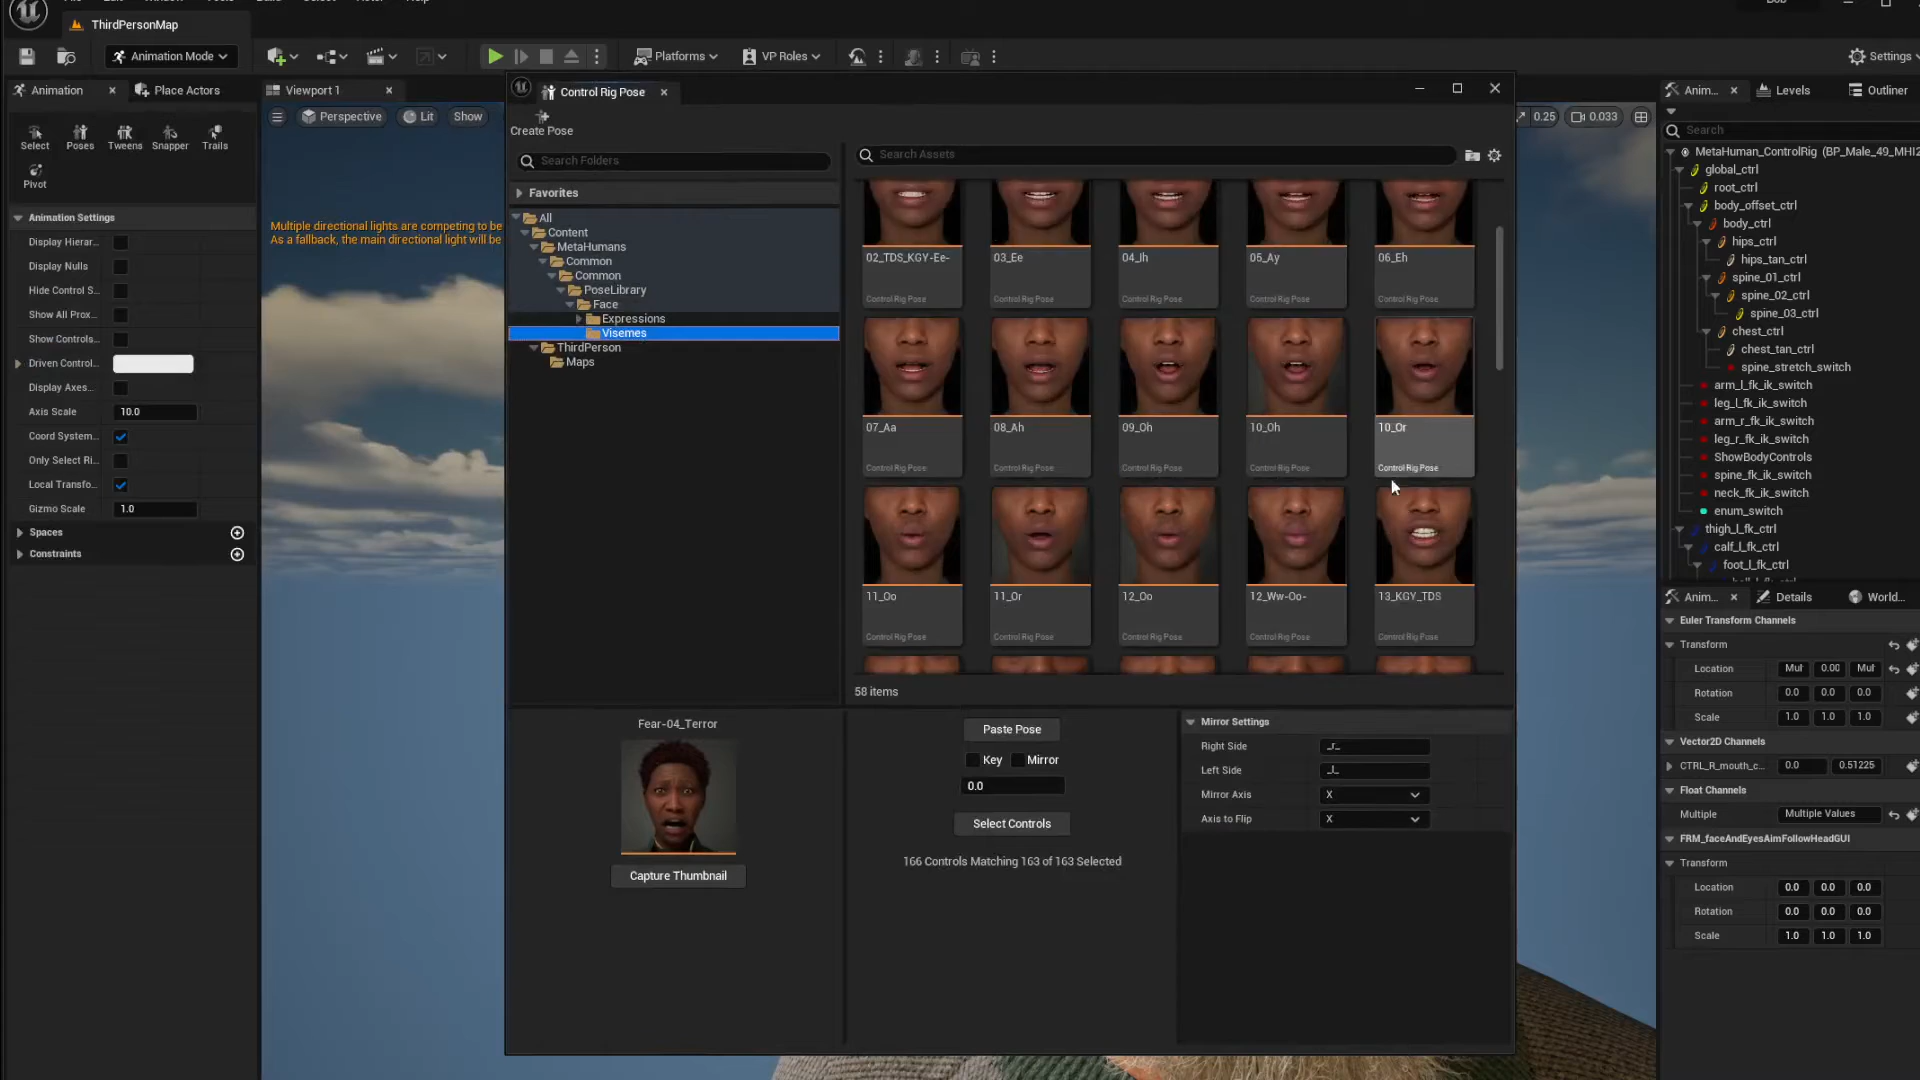 ThirdPersonMap
Animation Mode
Platforms
VP Roles
Settings
Animation
Place Actors
Viewport 1
Control Rig Pose
Anim...
Levels
Outliner
Perspective
Lit
Show
Create Pose
0.25
0.033
Select
Poses
Tweens
Snapper
Trails
Pivot
Search Folders
Search Assets
Search
Favorites
MetaHuman_ControlRig (BP_Male_49_MHI2
global_ctrl
root_ctrl
body_offset_ctrl
body_ctrl
hips_ctrl
hips_tan_ctrl
spine_01_ctrl
spine_02_ctrl
spine_03_ctrl
chest_ctrl
chest_tan_ctrl
spine_stretch_switch
arm_l_fk_ik_switch
leg_l_fk_ik_switch
arm_r_fk_ik_switch
leg_r_fk_ik_switch
ShowBodyControls
spine_fk_ik_switch
neck_fk_ik_switch
enum_switch
thigh_l_fk_ctrl
calf_l_fk_ctrl
foot_l_fk_ctrl
Animation Settings
Display Hierar...
Display Nulls
Hide Control S...
Show All Prox...
Show Controls...
Driven Control...
Display Axes...
Axis Scale 10.0
Coord System...
Only Select Ri...
Local Transfo...
Gizmo Scale 1.0
Spaces
Constraints
Multiple directional lights are competing to be
As a fallback, the main directional light will be
All
Content
MetaHumans
Common
Common
PoseLibrary
Face
Expressions
Visemes
ThirdPerson
Maps
02_TDS_KGY-Ee-
Control Rig Pose
03_Ee
Control Rig Pose
04_Ih
Control Rig Pose
05_Ay
Control Rig Pose
06_Eh
Control Rig Pose
07_Aa
Control Rig Pose
08_Ah
Control Rig Pose
09_Oh
Control Rig Pose
10_Oh
Control Rig Pose
10_Or
Control Rig Pose
11_Oo
Control Rig Pose
11_Or
Control Rig Pose
12_Oo
Control Rig Pose
12_Ww-Oo-
Control Rig Pose
13_KGY_TDS
Control Rig Pose
58 items
Fear-04_Terror
Capture Thumbnail
Paste Pose
Key
Mirror
0.0
Select Controls
166 Controls Matching 163 of 163 Selected
Mirror Settings
Right Side _r_
Left Side _l_
Mirror Axis X
Axis to Flip X
Anim...
Details
World...
Euler Transform Channels
Transform
Location Mul 0.00 Mul
Rotation 0.0 0.0 0.0
Scale 1.0 1.0 1.0
Vector2D Channels
CTRL_R_mouth_c... 0.0 0.51225
Float Channels
Multiple Multiple Values
FRM_faceAndEyesAimFollowHeadGUI
Transform
Location 0.0 0.0 0.0
Rotation 0.0 0.0 0.0
Scale 1.0 1.0 1.0